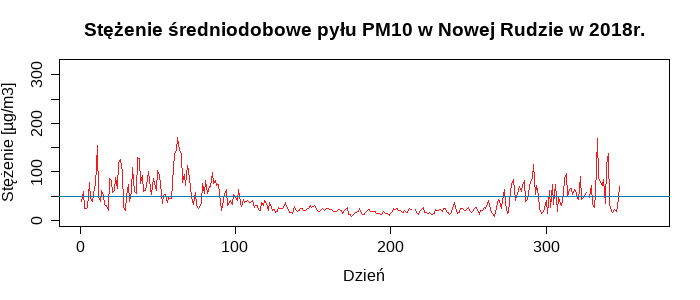 Stężenie średniodobowe pyłu PM10 w Nowej Rudzie w 2018r.
Stężenie [µg/m3]
300
200
100
0
0 100 200 300
Dzień